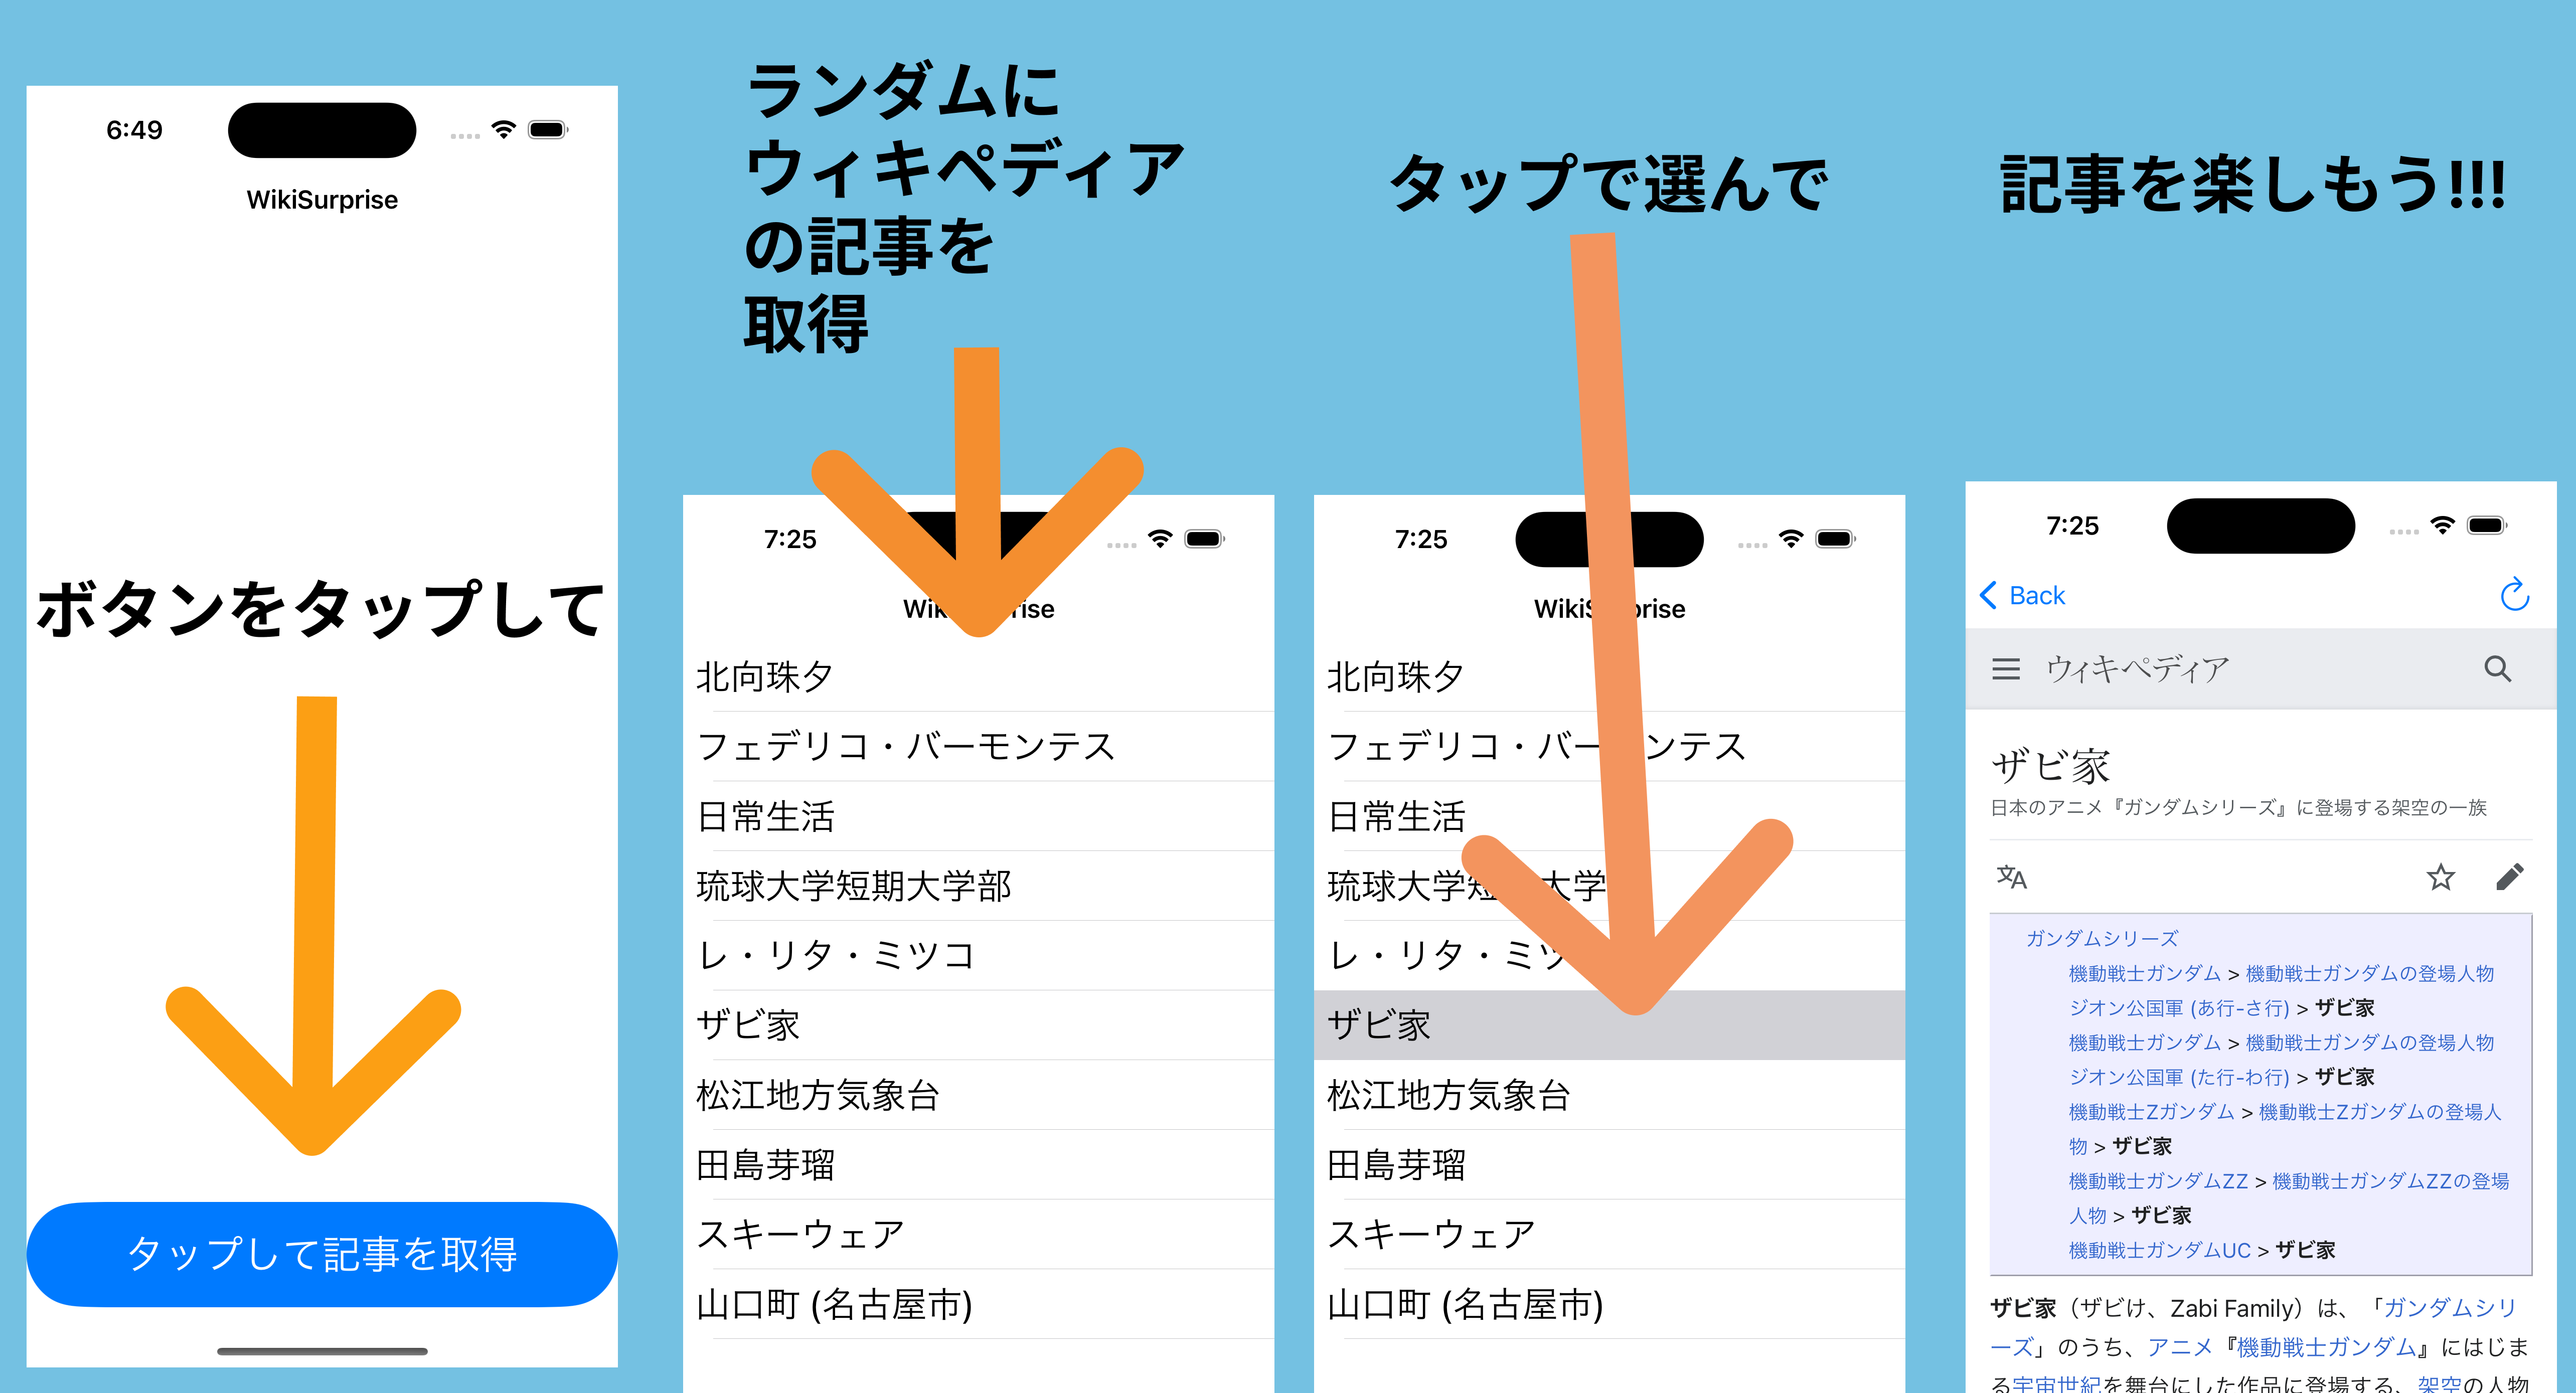 6:49
WikiSurprise
ボタンをタップして
タップして記事を取得
ランダムに
ウィキペディア
の記事を
取得
7:25
北向珠夕
フェデリコ・バーモンテス
日常生活
琉球大学短期大学部
レ・リタ・ミツコ
ザビ家
松江地方気象台
田島芽瑠
スキーウェア
山口町 (名古屋市)
タップで選んで
7:25
北向珠夕
フェデリコ・バー ンテス
日常生活
琉球大学 大学
レ・リタ・ミツ
ザビ家
松江地方気象台
田島芽瑠
スキーウェア
山口町 (名古屋市)
記事を楽しもう!!!
7:25
Back
ウィキペディア
ザビ家
日本のアニメ『ガンダムシリーズ』に登場する架空の一族
文A
ガンダムシリーズ
機動戦士ガンダム > 機動戦士ガンダムの登場人物
ジオン公国軍 (あ行-さ行) > ザビ家
機動戦士ガンダム > 機動戦士ガンダムの登場人物
ジオン公国軍 (た行-わ行) > ザビ家
機動戦士Zガンダム > 機動戦士Zガンダムの登場人
物 > ザビ家
機動戦士ガンダムZZ > 機動戦士ガンダムZZの登場
人物 > ザビ家
機動戦士ガンダムUC > ザビ家
ザビ家（ザビけ、Zabi Family）は、「ガンダムシリ
ーズ」のうち、アニメ『機動戦士ガンダム』にはじま
る宇宙世紀を舞台にした作品に登場する、架空の人物